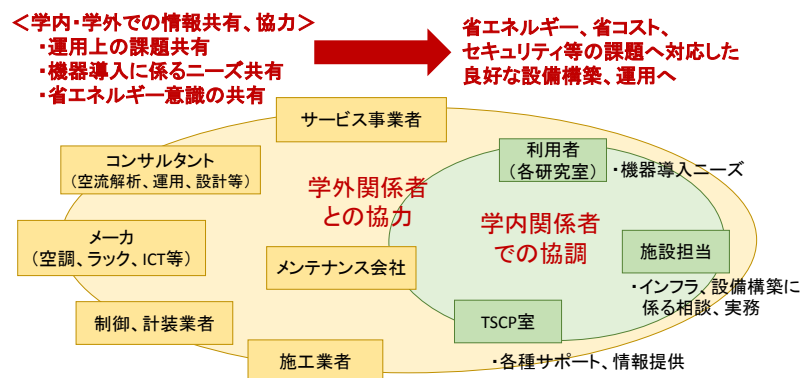 ＜学内・学外での情報共有、協力＞
・運用上の課題共有
・機器導入に係るニーズ共有
・省エネルギー意識の共有
省エネルギー、省コスト、
セキュリティ等の課題へ対応した
良好な設備構築、運用へ
サービス事業者
コンサルタント
（空流解析、運用、設計等）
利用者
（各研究室）
・機器導入ニーズ
学外関係者
との協力
学内関係者
での協調
メーカ
（空調、ラック、ICT等）
メンテナンス会社
施設担当
・インフラ、設備構築に
係る相談、実務
制御、計装業者
TSCP室
施工業者
・各種サポート、情報提供